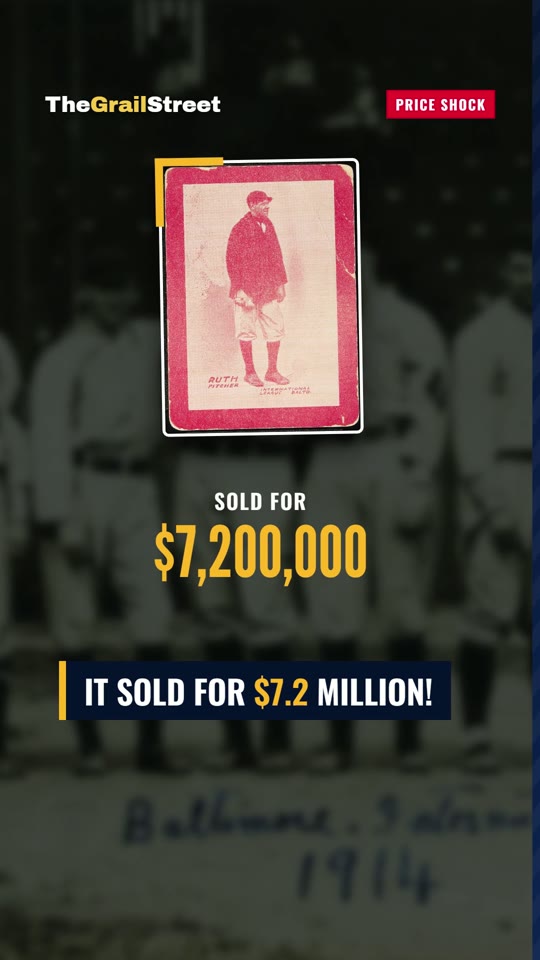 TheGrailStreet
PRICE SHOCK
RUTH
PITCHER
INTERNATIONAL
LEAGUE BALTO.
SOLD FOR
$7,200,000
IT SOLD FOR $7.2 MILLION!
Baltimore.
1914